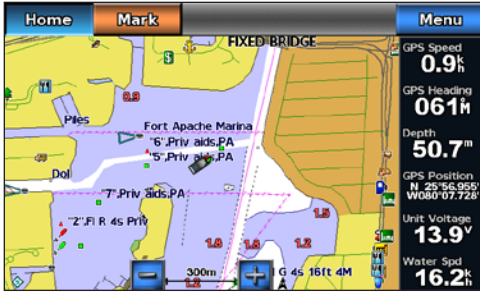 Home
Mark
Menu
FIXED BRIDGE
GPS Speed
0.9kh
$
0.9
GPS Heading
061°M
Piles
Fort Apache Marina
"6",Priv aids,PA
Depth
"5",Priv aids,PA
50.7m
Dol
GPS Position
N 25°56.955'
W080°07.728'
"7",Priv aids,PA
1.5
Unit Voltage
"2",Fl R 4s Priv
13.9V
1.8
1.8
1.2
Water Spd
300m
G 4s 16ft 4M
16.2kh
1.2